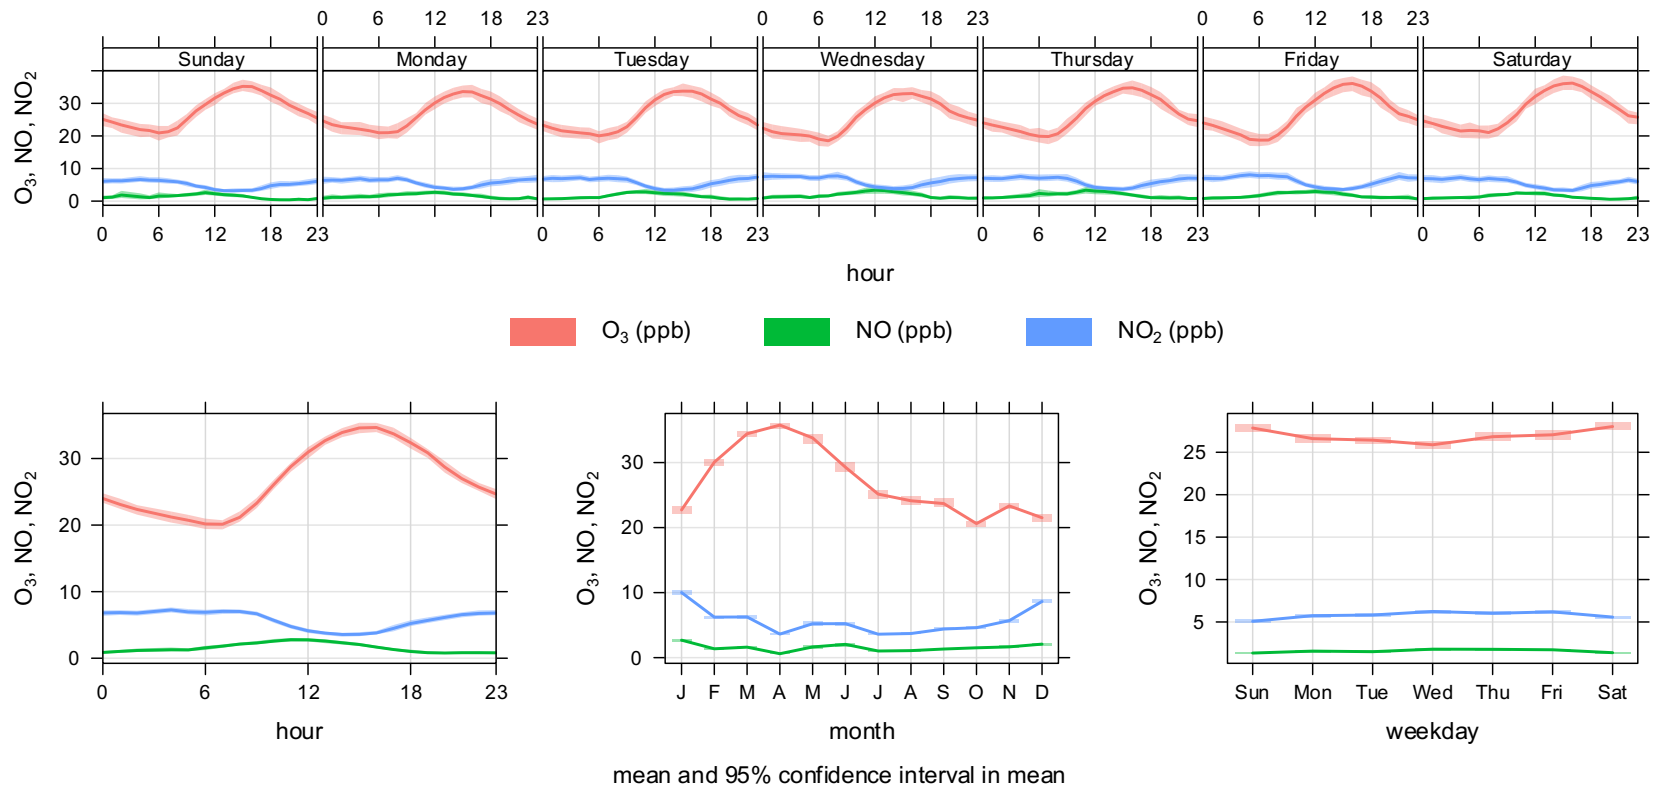 0 6 12 18 23 0 6 12 18 23 0 6 12 18 23
Sunday Monday Tuesday Wednesday Thursday Friday Saturday
O3, NO, NO2
30
20
10
0
0 6 12 18 23 0 6 12 18 23 0 6 12 18 23 0 6 12 18 23
hour
O3 (ppb) NO (ppb) NO2 (ppb)
O3, NO, NO2
30
20
10
0
0 6 12 18 23
hour
O3, NO, NO2
30
20
10
0
J F M A M J J A S O N D
month
O3, NO, NO2
25
20
15
10
5
Sun Mon Tue Wed Thu Fri Sat
weekday
mean and 95% confidence interval in mean